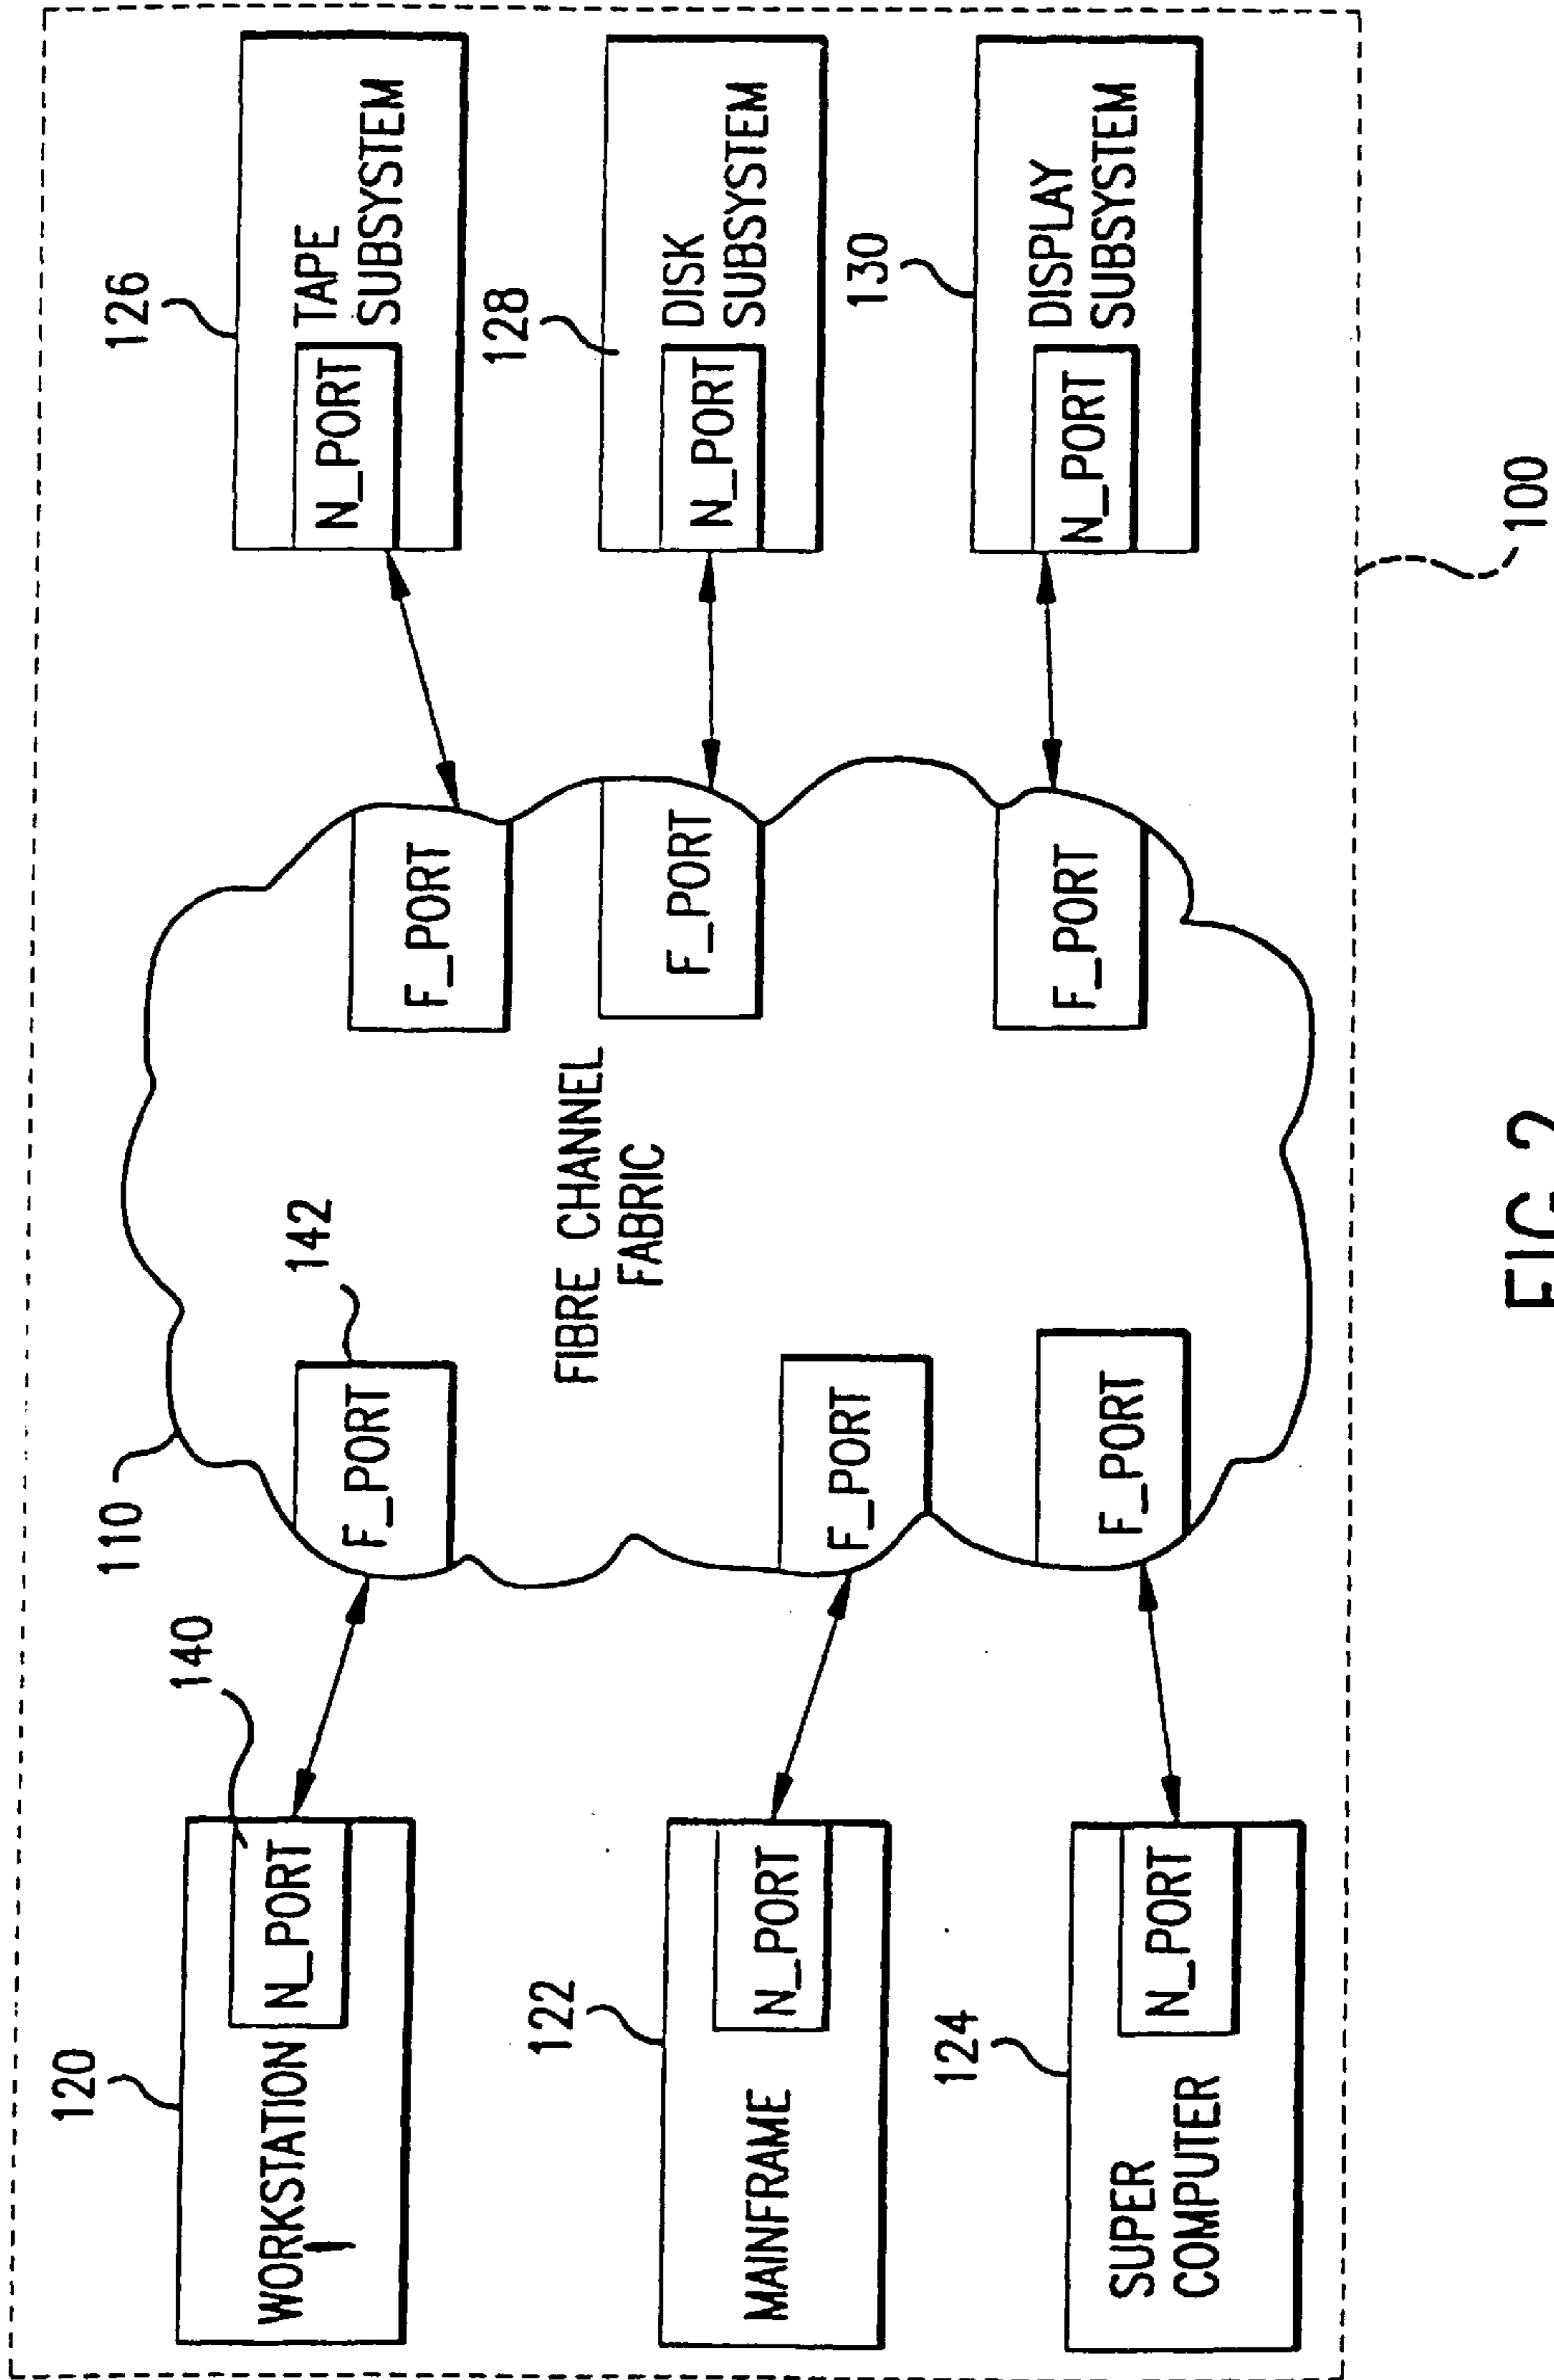 120
WORKSTATION
N_PORT
140
110
F_PORT
142
122
MAINFRAME
N_PORT
F_PORT
124
SUPER
COMPUTER
N_PORT
F_PORT
FIBRE CHANNEL
FABRIC
F_PORT
126
N_PORT
TAPE
SUBSYSTEM
F_PORT
128
N_PORT
DISK
SUBSYSTEM
F_PORT
130
N_PORT
DISPLAY
SUBSYSTEM
100
FIG. 2